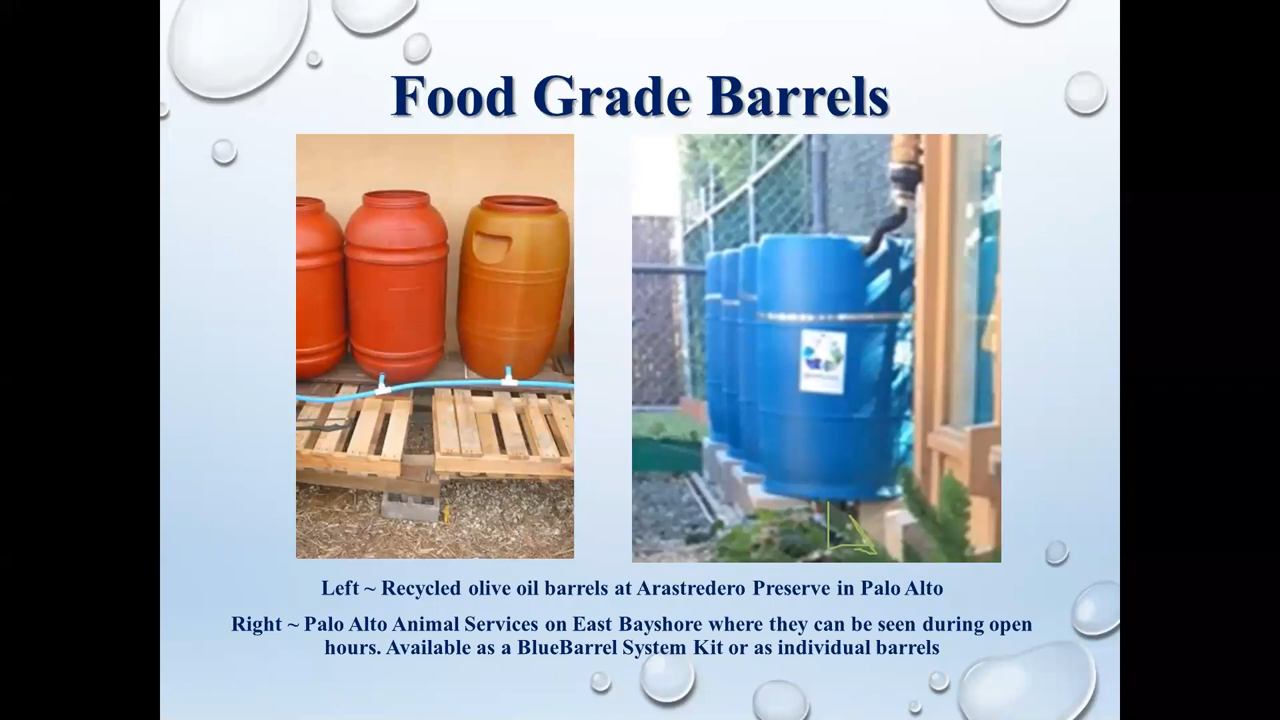 Food Grade Barrels
Left ~ Recycled olive oil barrels at Arastredero Preserve in Palo Alto
Right ~ Palo Alto Animal Services on East Bayshore where they can be seen during open
hours. Available as a BlueBarrel System Kit or as individual barrels